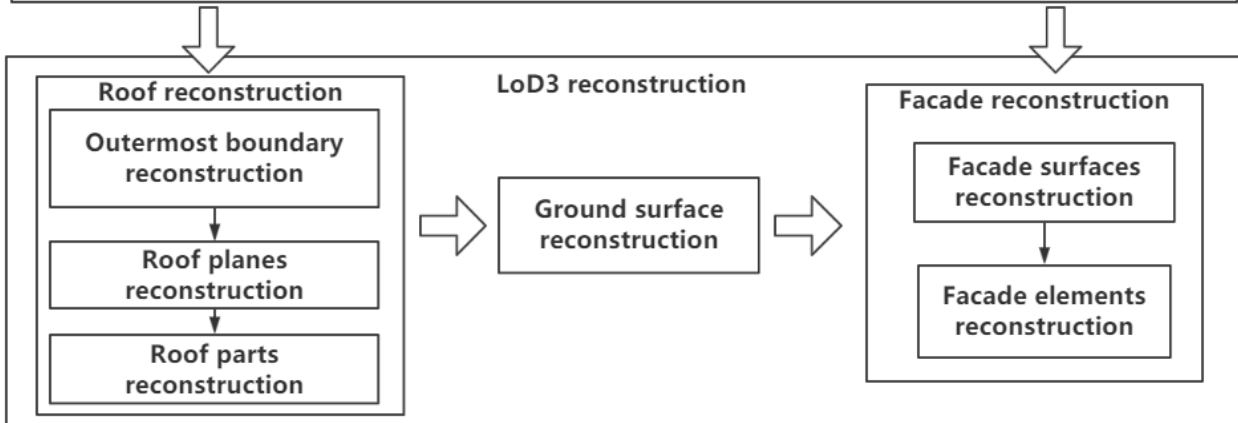 LoD3 reconstruction
Roof reconstruction
Outermost boundary
reconstruction
Roof planes
reconstruction
Roof parts
reconstruction
Ground surface
reconstruction
Facade reconstruction
Facade surfaces
reconstruction
Facade elements
reconstruction